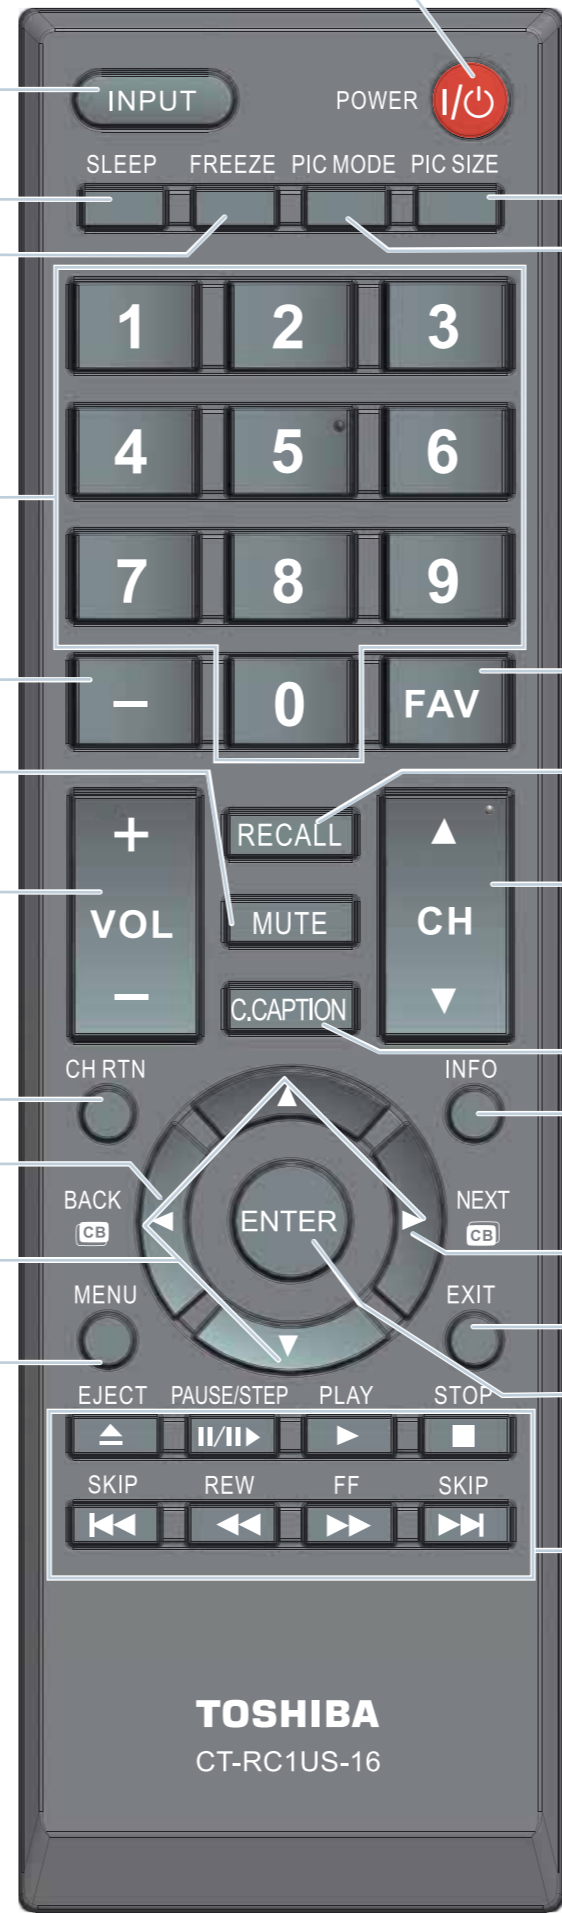 INPUT POWER I/⏻
SLEEP FREEZE PIC MODE PIC SIZE
1 2 3
4 5 6
7 8 9
– 0 FAV
+ RECALL ▲
VOL MUTE CH
– C.CAPTION ▼
CH RTN INFO
▲
BACK ◀ ENTER ▶ NEXT
CB CB
MENU ▼ EXIT
EJECT PAUSE/STEP PLAY STOP
SKIP REW FF SKIP
TOSHIBA
CT-RC1US-16